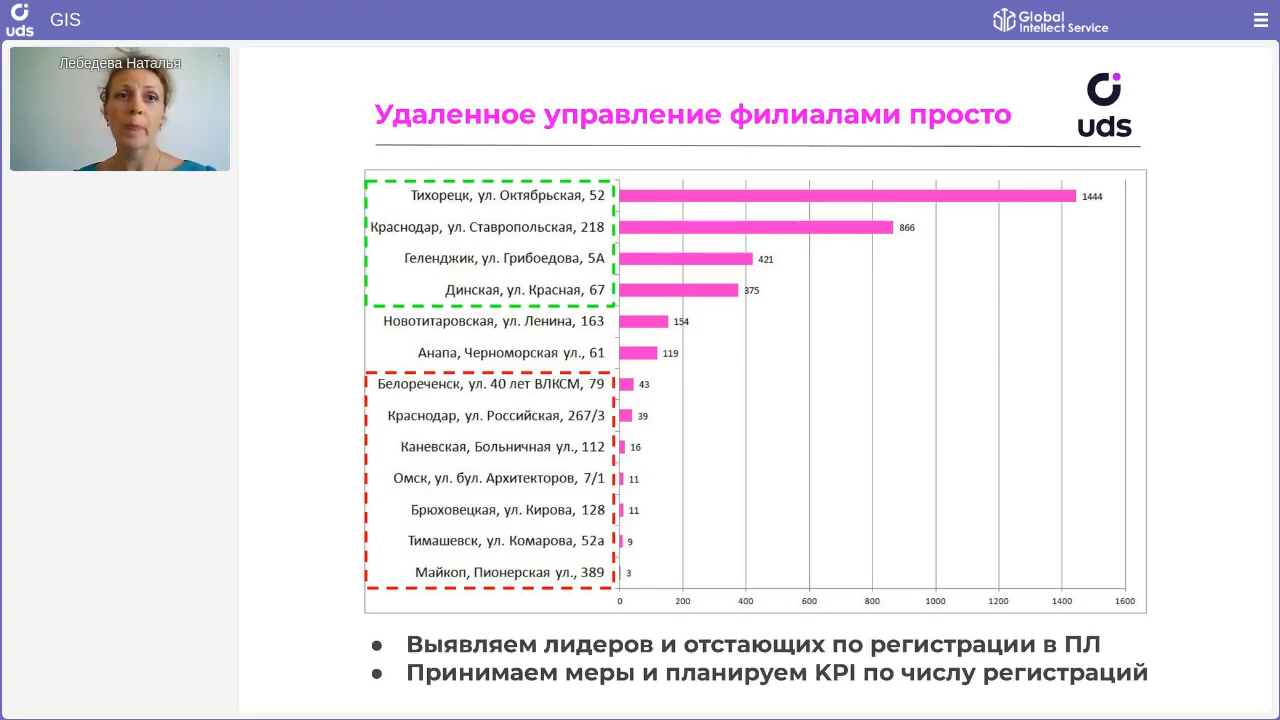 uds
GIS
Global
Intellect Service
Лебедева Наталья
Удаленное управление филиалами просто
uds
Тихорецк, ул. Октябрьская, 52
1444
Краснодар, ул. Ставропольская, 218
866
Геленджик, ул. Грибоедова, 5А
421
Динская, ул. Красная, 67
375
Новотитаровская, ул. Ленина, 163
154
Анапа, Черноморская ул., 61
119
Белореченск, ул. 40 лет ВЛКСМ, 79
43
Краснодар, ул. Российская, 267/3
39
Каневская, Больничная ул., 112
16
Омск, ул. бул. Архитекторов, 7/1
11
Брюховецкая, ул. Кирова, 128
11
Тимашевск, ул. Комарова, 52а
9
Майкоп, Пионерская ул., 389
3
0 200 400 600 800 1000 1200 1400 1600
● Выявляем лидеров и отстающих по регистрации в ПЛ
● Принимаем меры и планируем KPI по числу регистраций